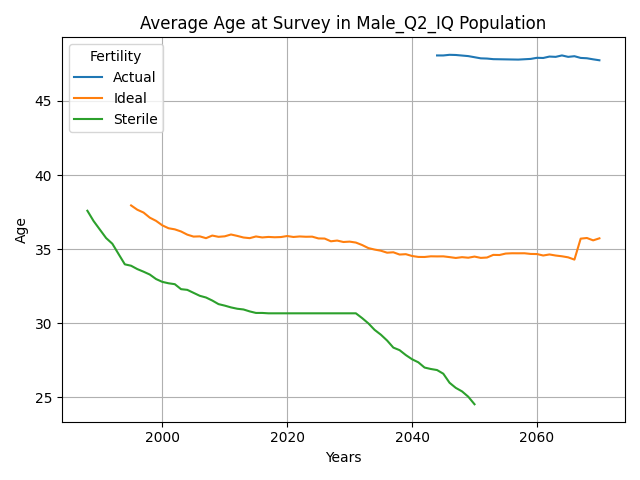 Average Age at Survey in Male_Q2_IQ Population
Fertility
Actual
Ideal
Sterile
45
40
35
30
25
Age
2000
2020
2040
2060
Years